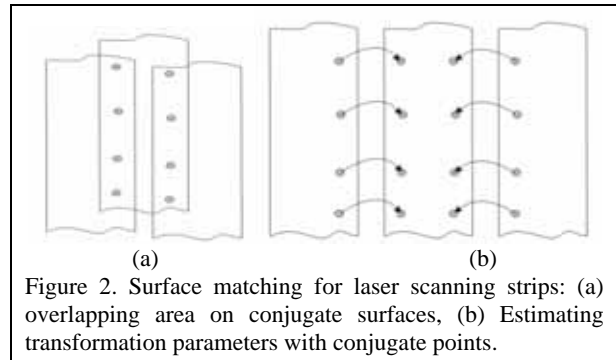 (a) (b)
Figure 2. Surface matching for laser scanning strips: (a)
overlapping area on conjugate surfaces, (b) Estimating
transformation parameters with conjugate points.